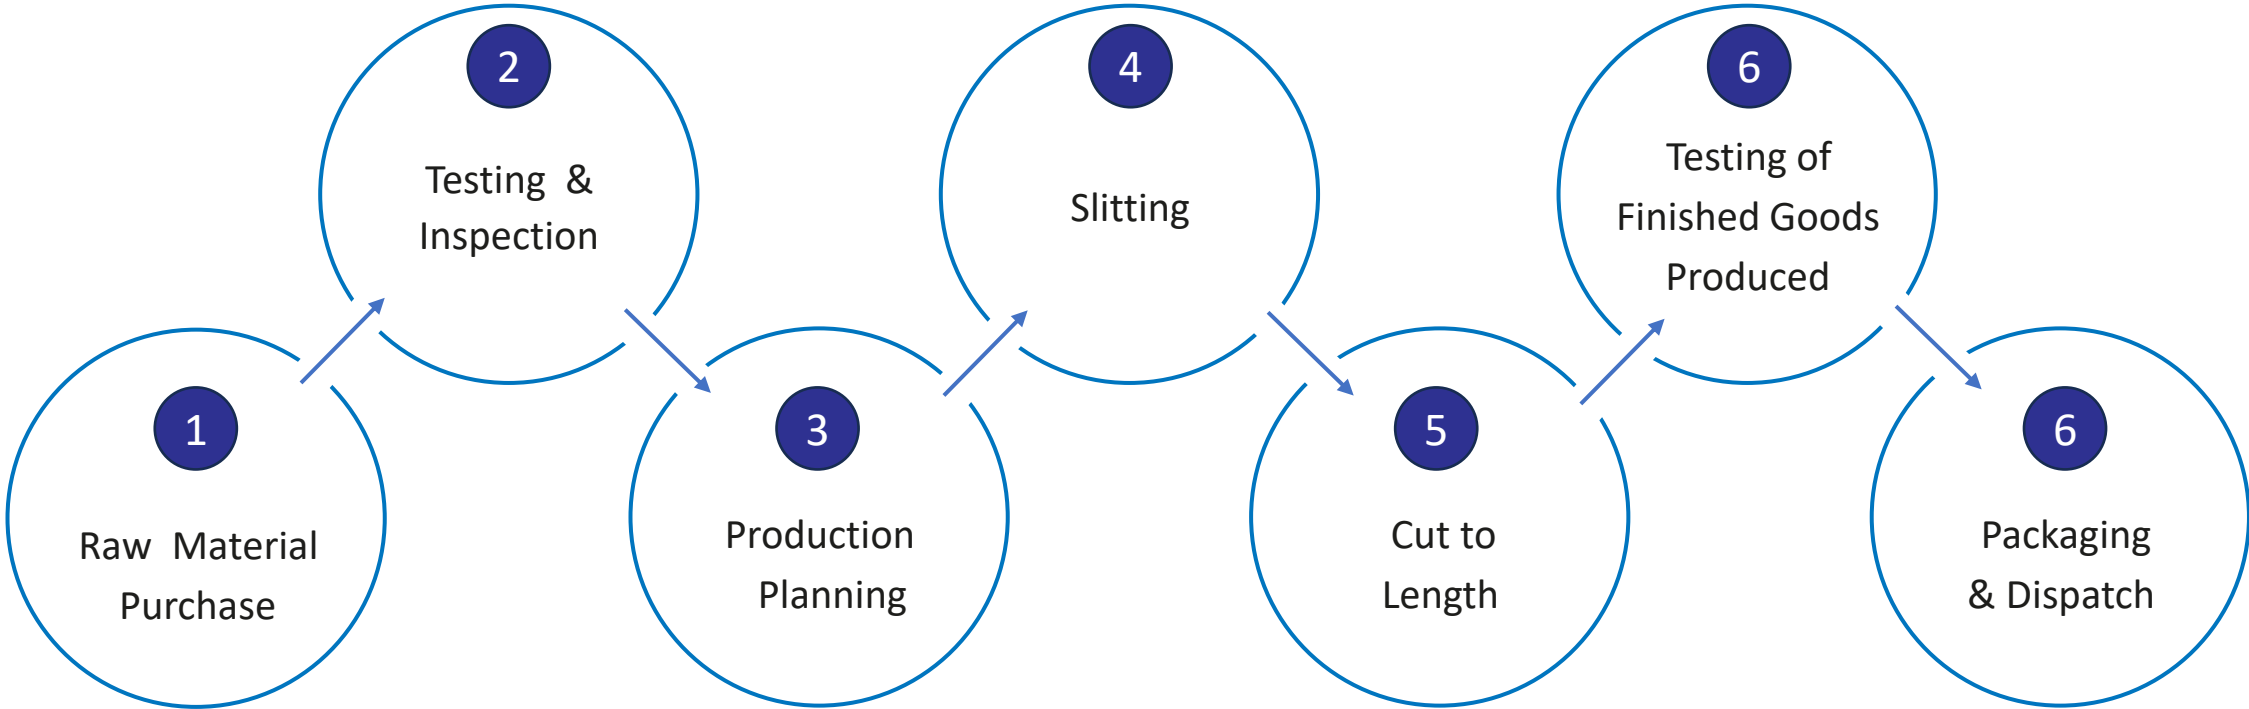 1
Raw Material
Purchase
2
Testing &
Inspection
3
Production
Planning
4
Slitting
5
Cut to
Length
6
Testing of
Finished Goods
Produced
6
Packaging
& Dispatch